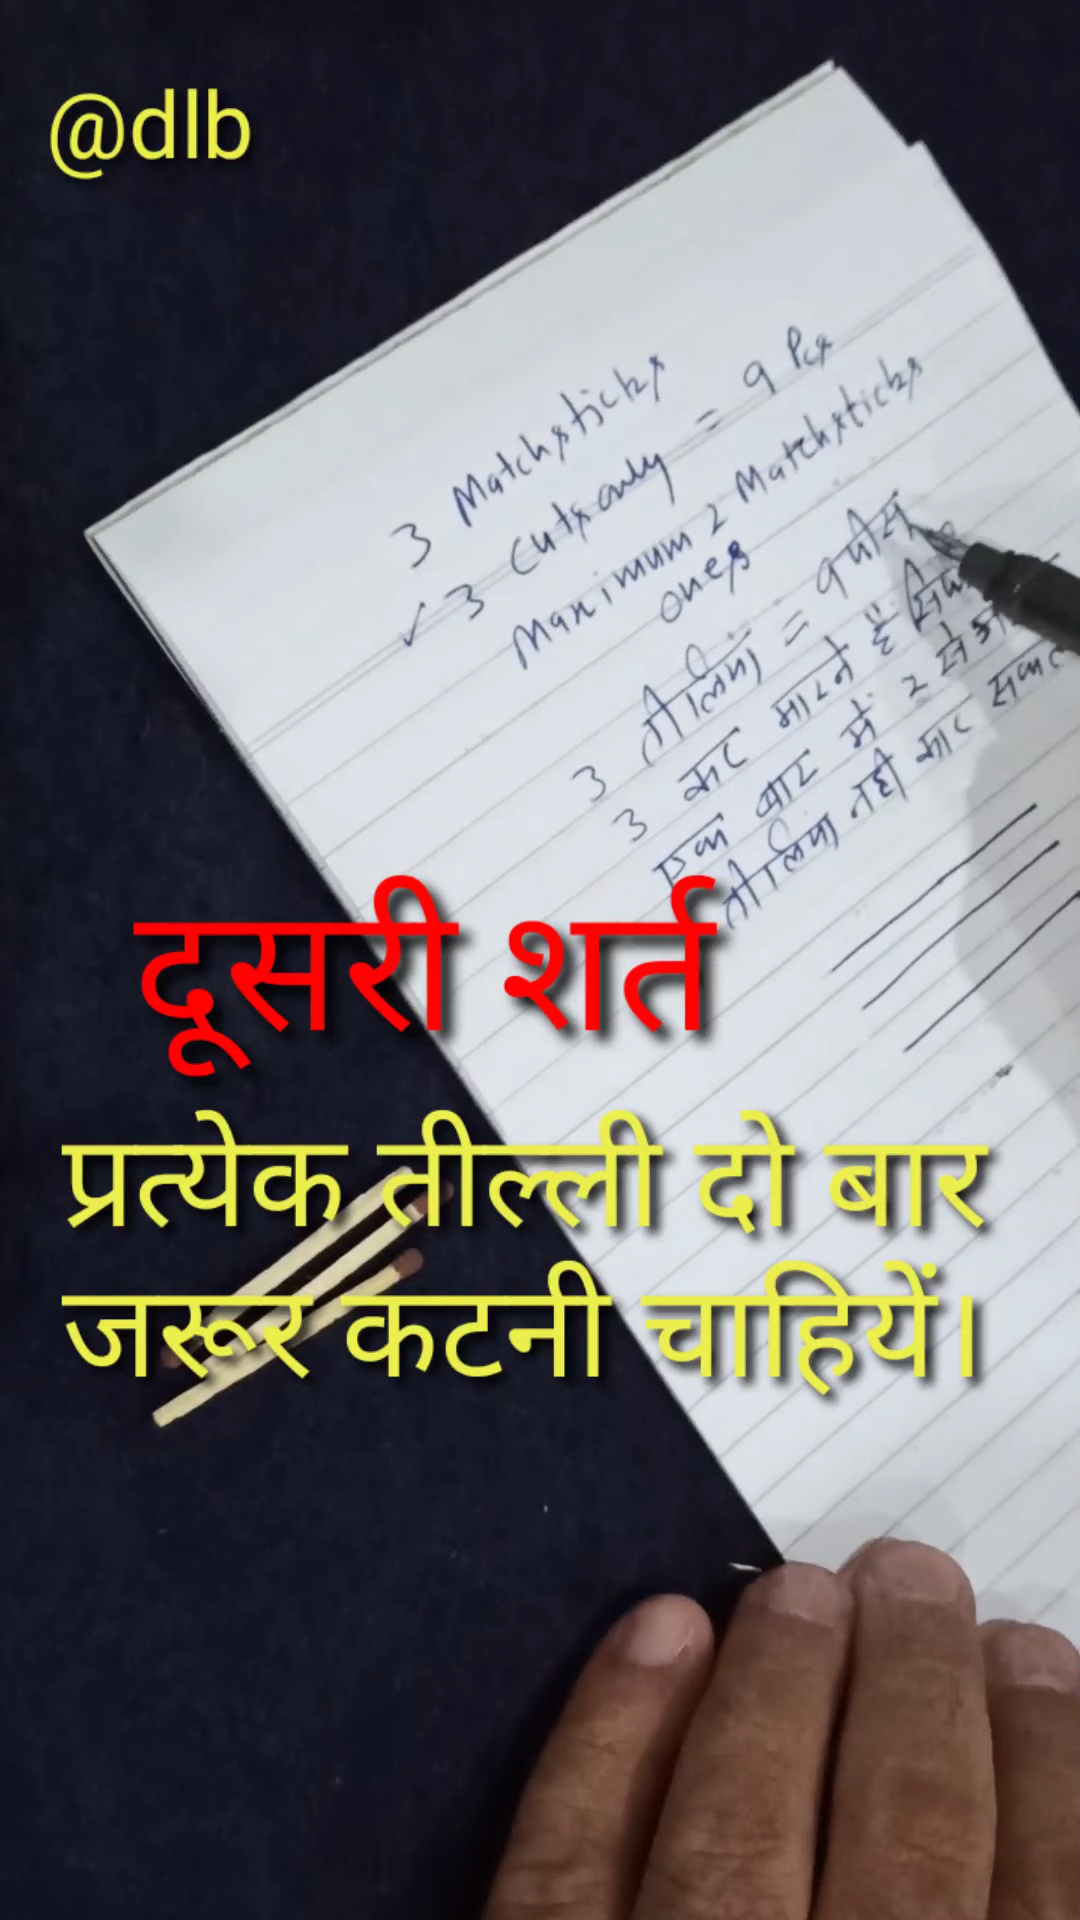 @dlb
3 Matchsticks
✓ 3 Cuts only = 9 Pcs
Maximum 2 Matchsticks
ones
3 तीलियां = 9 पीस
3 कट मारने हैं
एक बार में 2 से
तीलियां नहीं काट सकते
दूसरी शर्त
प्रत्येक तील्ली दो बार
जरूर कटनी चाहियें।